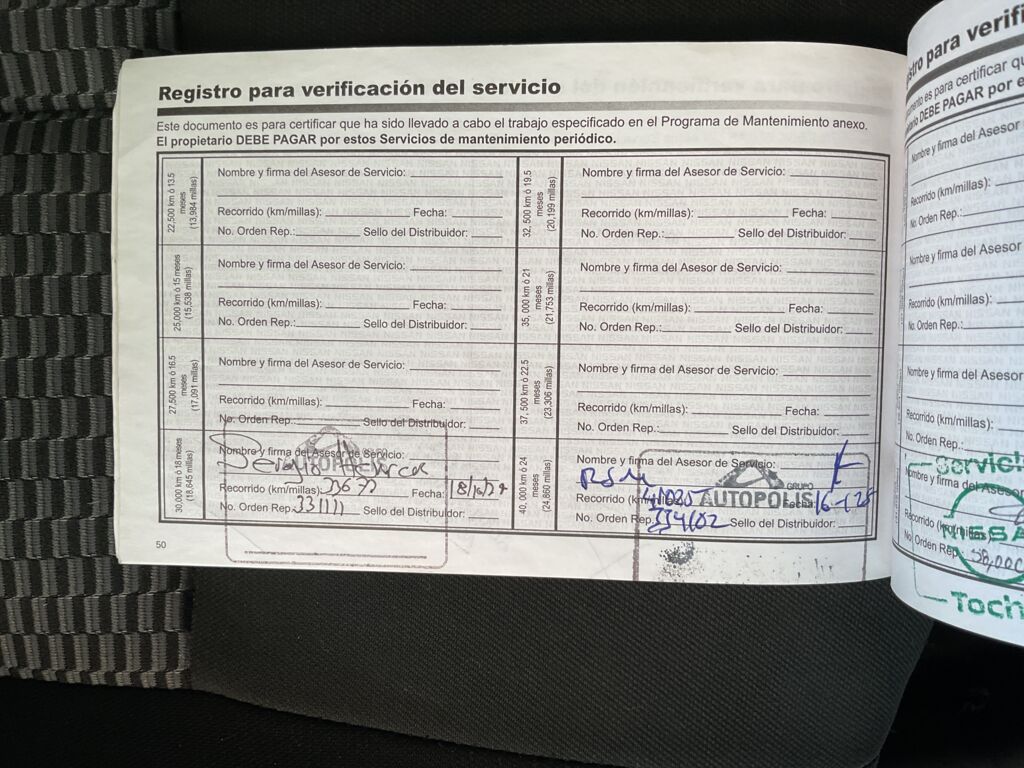 Registro para verificación del servicio
Este documento es para certificar que ha sido llevado a cabo el trabajo especificado en el Programa de Mantenimiento anexo.
El propietario DEBE PAGAR por estos Servicios de mantenimiento periódico.
22,500 km ó 13.5
meses
(13,984 millas)
Nombre y firma del Asesor de Servicio:
Recorrido (km/millas): Fecha:
No. Orden Rep.: Sello del Distribuidor:
25,000 km ó 15 meses
(15,538 millas)
Nombre y firma del Asesor de Servicio:
Recorrido (km/millas): Fecha:
No. Orden Rep.: Sello del Distribuidor:
27,500 km ó 16.5
meses
(17,091 millas)
Nombre y firma del Asesor de Servicio:
Recorrido (km/millas): Fecha:
No. Orden Rep.: Sello del Distribuidor:
30,000 km ó 18 meses
(18,645 millas)
Nombre y firma del Asesor de Servicio:
AUTOPOLIS
Recorrido (km/millas): Fecha:
No. Orden Rep.: Sello del Distribuidor:
50
32,500 km ó 19.5
meses
(20,199 millas)
Nombre y firma del Asesor de Servicio:
Recorrido (km/millas): Fecha:
No. Orden Rep.: Sello del Distribuidor:
35,000 km ó 21
meses
(21,753 millas)
Nombre y firma del Asesor de Servicio:
Recorrido (km/millas): Fecha:
No. Orden Rep.: Sello del Distribuidor:
37,500 km ó 22.5
meses
(23,306 millas)
Nombre y firma del Asesor de Servicio:
Recorrido (km/millas): Fecha:
No. Orden Rep.: Sello del Distribuidor:
40,000 km ó 24
meses
(24,860 millas)
Nombre y firma del Asesor de Servicio:
GRUPO
AUTOPOLIS
Recorrido Fecha:
No. Orden Rep. 334102 Sello del Distribuidor:
para verifi
es para certificar
DEBE PAGAR por
Nombre y firma del Asesor
Recorrido (km/millas):
No. Orden Rep.:
Nombre y firma del Asesor
Recorrido (km/millas):
No. Orden Rep.:
Nombre y firma del Asesor
Recorrido (km/millas):
No. Orden Rep.:
Servici
Nombre y firma del Asesor
Recorrido (km/millas)
NISSA
No. Orden Rep.
Toch